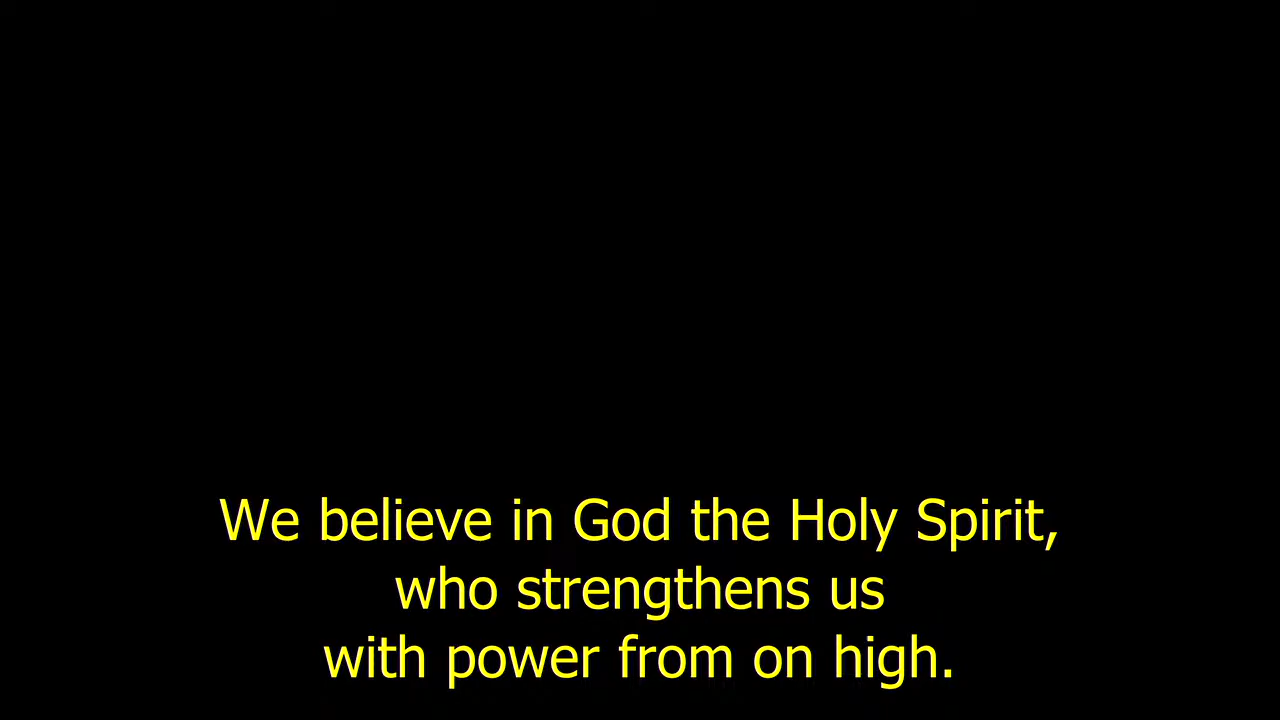 We believe in God the Holy Spirit,
who strengthens us
with power from on high.